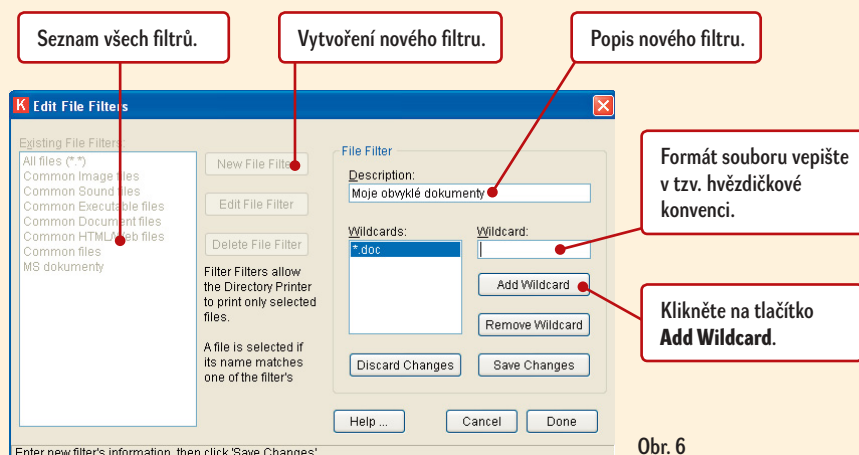 Seznam všech filtrů.
Vytvoření nového filtru.
Popis nového filtru.
Edit File Filters
Existing File Filters:
All files (*.*)
Common Image files
Common Sound files
Common Executable files
Common Document files
Common HTML/Web files
Common files
MS dokumenty
New File Filter
Edit File Filter
Delete File Filter
Filter Filters allow
the Directory Printer
to print only selected
files.
A file is selected if
its name matches
one of the filter's
File Filter
Description:
Moje obvyklé dokumenty
Wildcards:
*.doc
Wildcard:
Add Wildcard
Remove Wildcard
Discard Changes
Save Changes
Help ...
Cancel
Done
Enter new filter's information, then click 'Save Changes'
Formát souboru vepište
v tzv. hvězdičkové
konvenci.
Klikněte na tlačítko
Add Wildcard.
Obr. 6